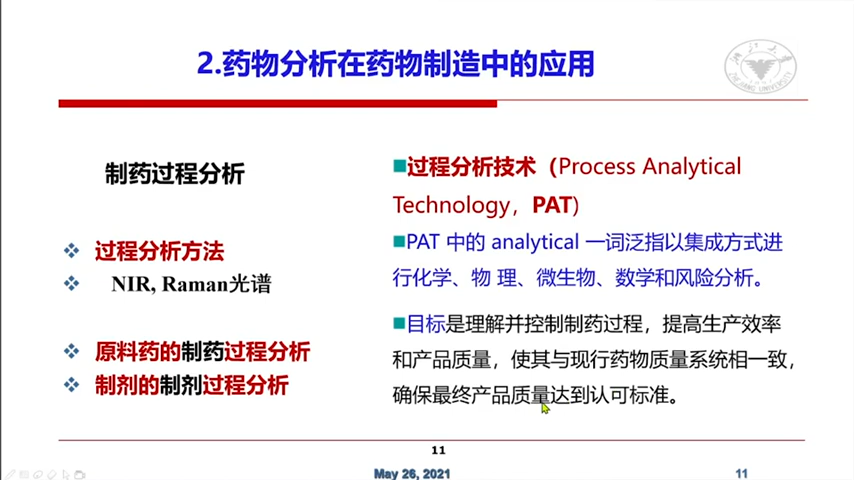 2.药物分析在药物制造中的应用
ZHEJIANG UNIVERSITY
制药过程分析
过程分析方法
NIR, Raman光谱
原料药的制药过程分析
制剂的制剂过程分析
过程分析技术（Process Analytical
Technology，PAT）
PAT 中的 analytical 一词泛指以集成方式进
行化学、物 理、微生物、数学和风险分析。
目标是理解并控制制药过程，提高生产效率
和产品质量，使其与现行药物质量系统相一致，
确保最终产品质量达到认可标准。
11
May 26, 2021
11